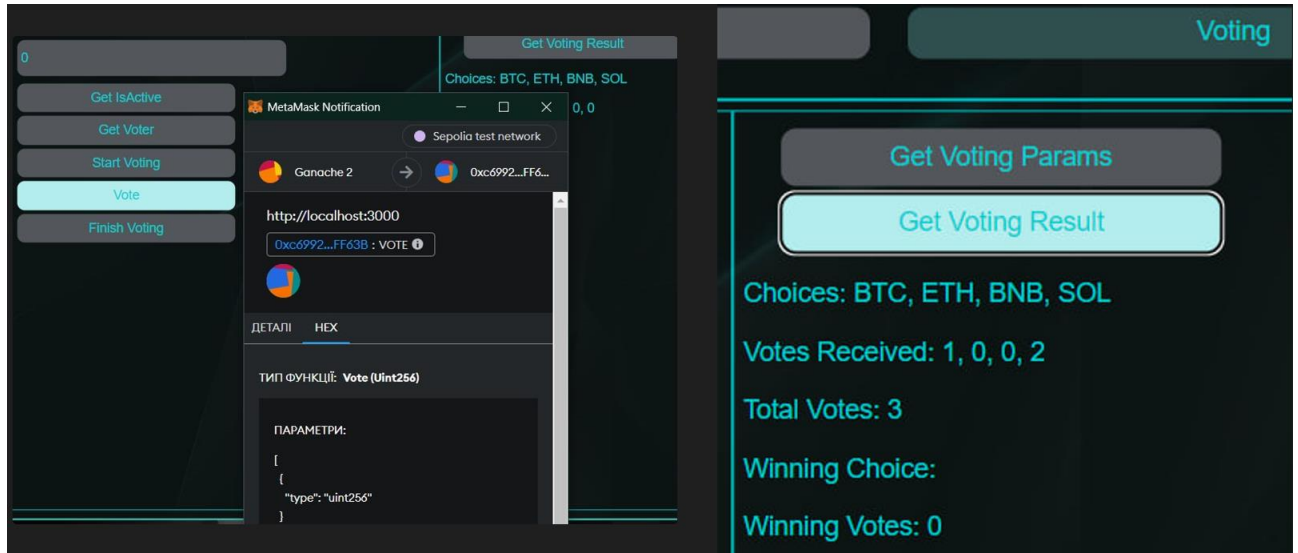 0
Get IsActive
Get Voter
Start Voting
Vote
Finish Voting
Get Voting Result
Choices: BTC, ETH, BNB, SOL
0, 0
MetaMask Notification
Sepolia test network
Ganache 2
0xc6992...FF6...
http://localhost:3000
0xc6992...FF63B : VOTE
ДЕТАЛІ HEX
ТИП ФУНКЦІЇ: Vote (Uint256)
ПАРАМЕТРИ:
[
{
"type": "uint256"
}
Voting
Get Voting Params
Get Voting Result
Choices: BTC, ETH, BNB, SOL
Votes Received: 1, 0, 0, 2
Total Votes: 3
Winning Choice:
Winning Votes: 0